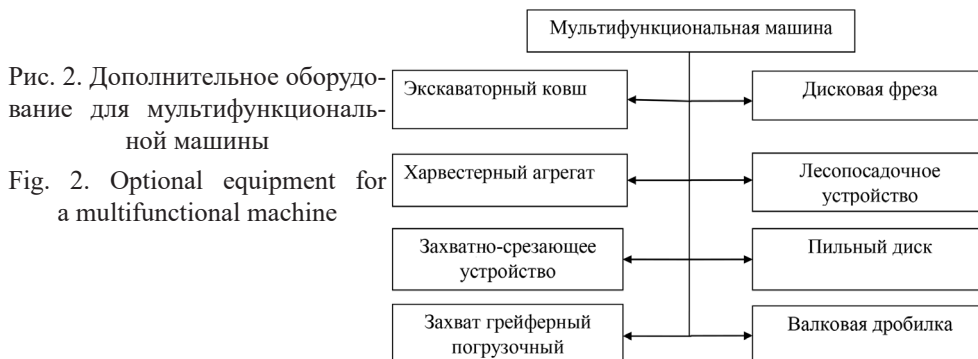 Рис. 2. Дополнительное оборудо-
вание для мультифункциональ-
ной машины
Fig. 2. Optional equipment for
a multifunctional machine
Мультифункциональная машина
Экскаваторный ковш
Дисковая фреза
Харвестерный агрегат
Лесопосадочное
устройство
Захватно-срезающее
устройство
Пильный диск
Захват грейферный
погрузочный
Валковая дробилка